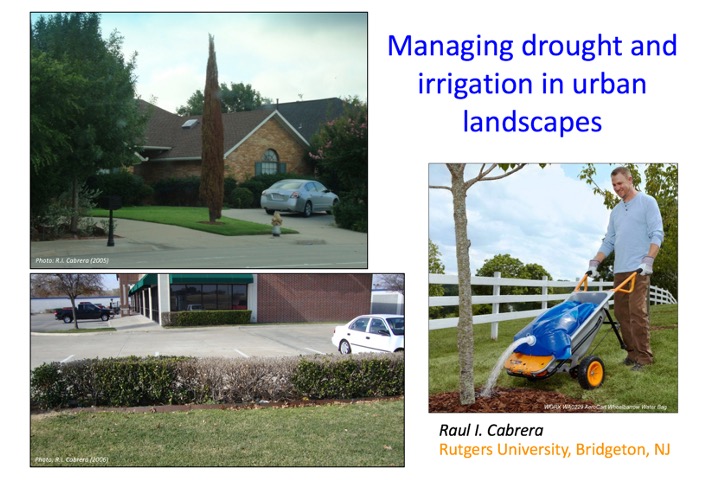 Managing drought and
irrigation in urban
landscapes
Photo: R.I. Cabrera (2005)
Photo: R.I. Cabrera (2006)
WORX WA0229 AeroCart Wheelbarrow Water Bag
Raul I. Cabrera
Rutgers University, Bridgeton, NJ